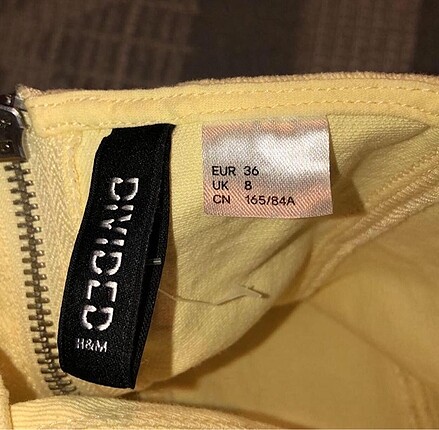 DIVIDED
H&M
EUR 36
UK 8
CN 165/84A